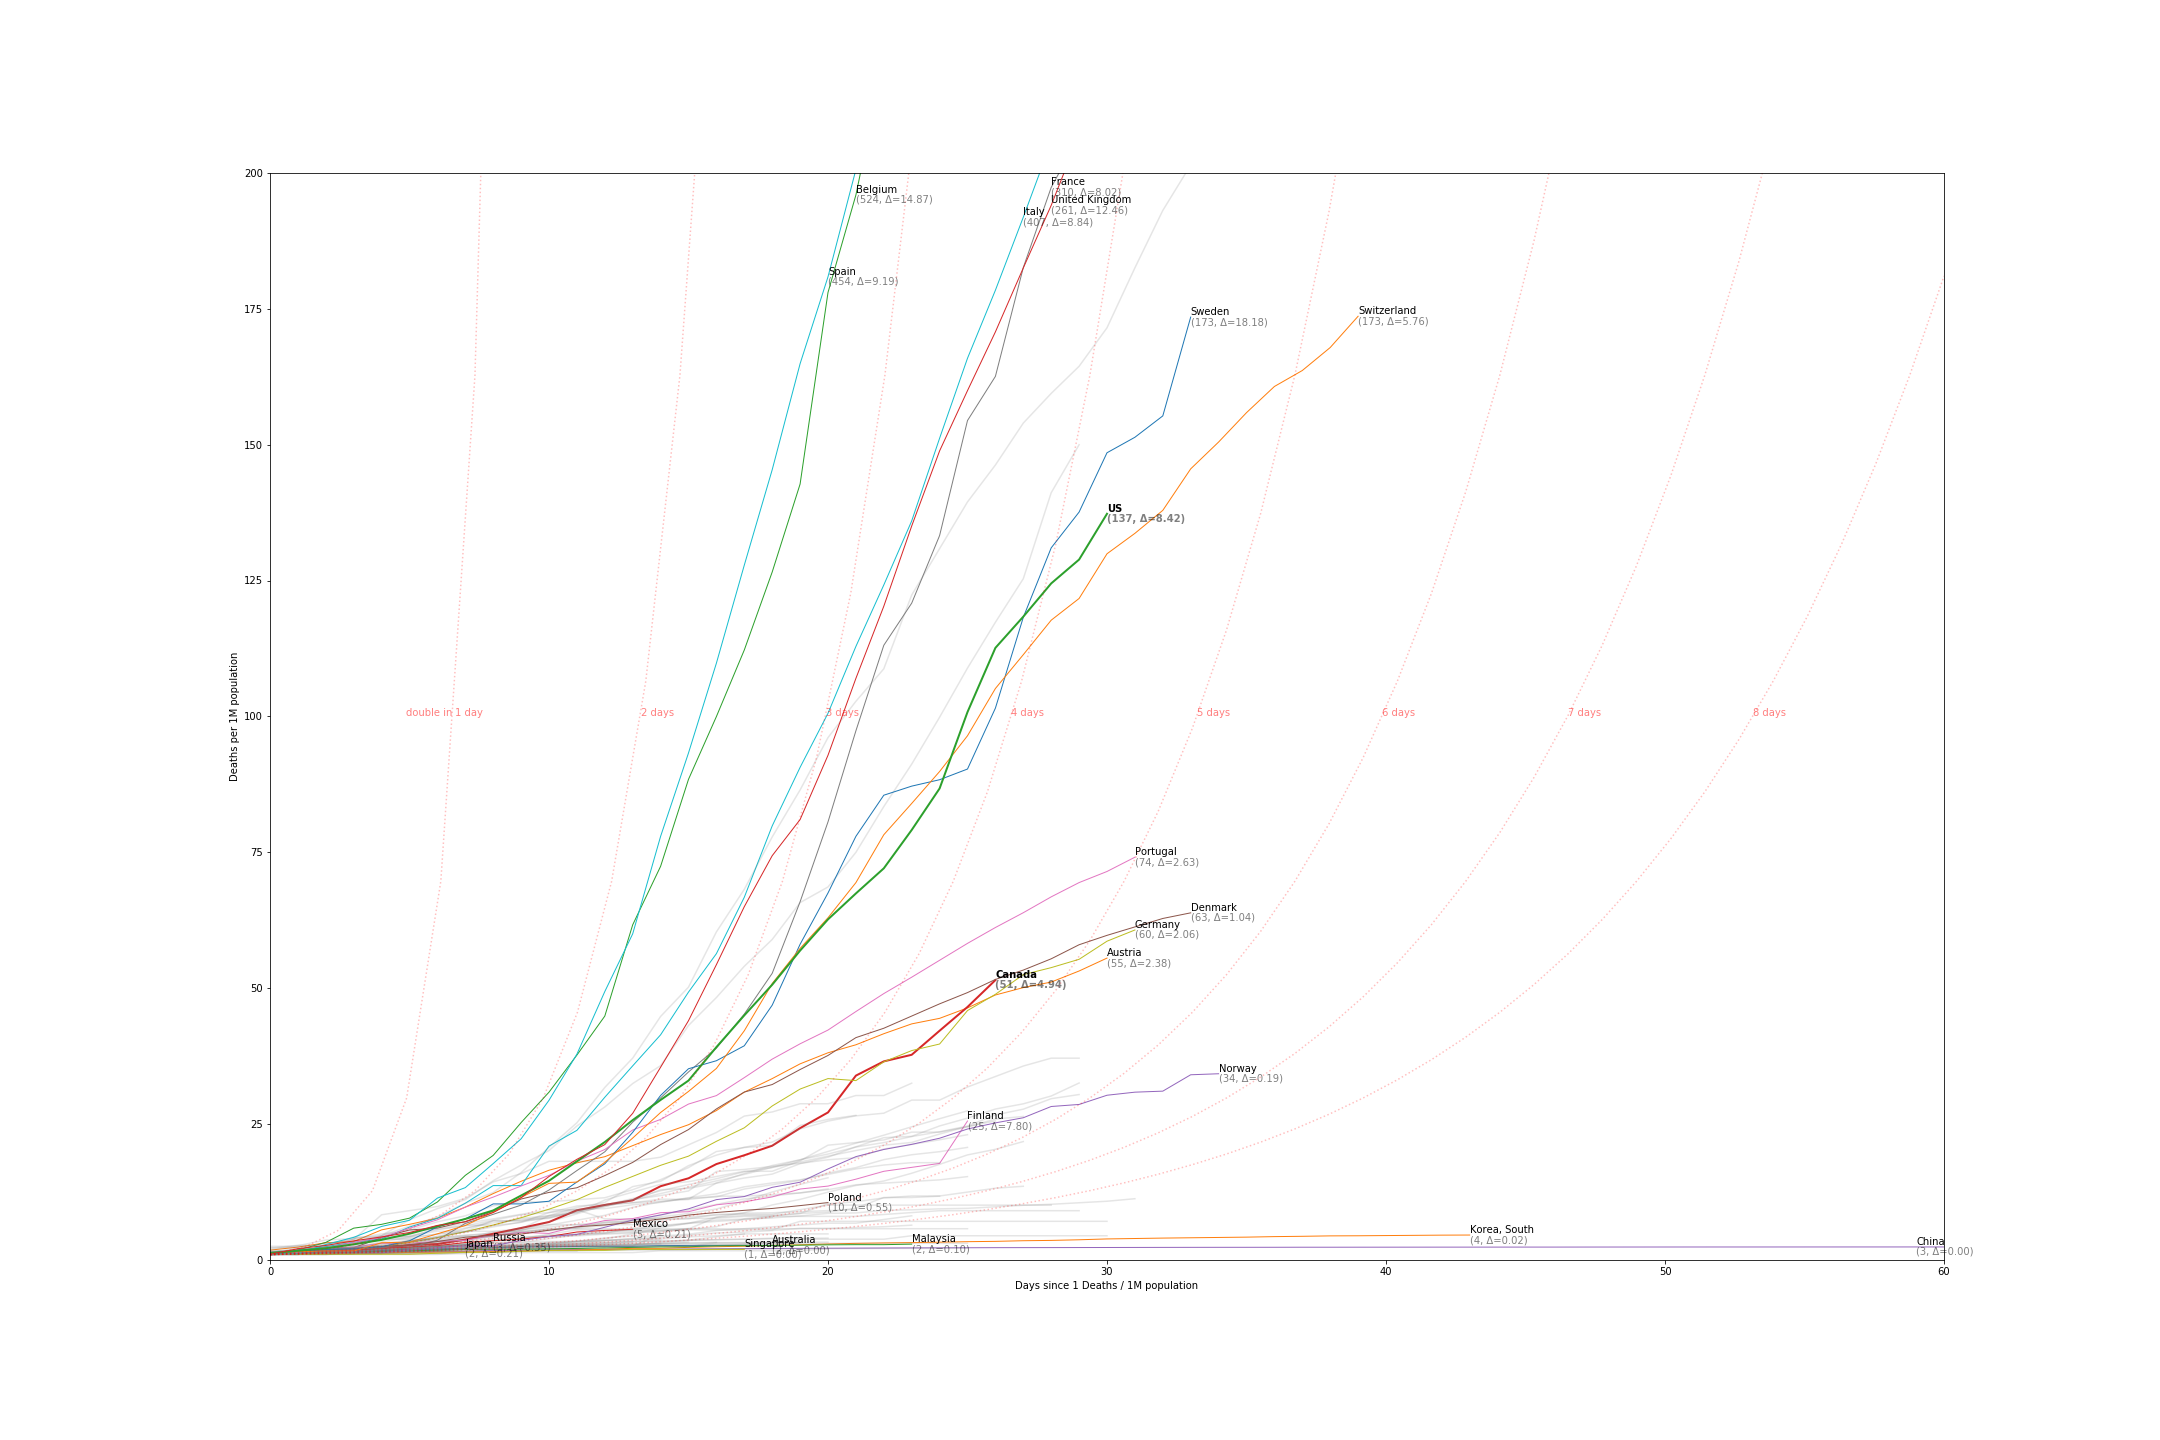 200
175
150
125
100
75
50
25
0
Deaths per 1M population
0 10 20 30 40 50 60
Days since 1 Deaths / 1M population
double in 1 day
2 days
3 days
4 days
5 days
6 days
7 days
8 days
Belgium
(524, Δ=14.87)
France
(310, Δ=8.02)
United Kingdom
(261, Δ=12.46)
Italy
(407, Δ=8.84)
Spain
(454, Δ=9.19)
Sweden
(173, Δ=18.18)
Switzerland
(173, Δ=5.76)
US
(137, Δ=8.42)
Portugal
(74, Δ=2.63)
Denmark
(63, Δ=1.04)
Germany
(60, Δ=2.06)
Austria
(55, Δ=2.38)
Canada
(51, Δ=4.94)
Norway
(34, Δ=0.19)
Finland
(25, Δ=7.80)
Poland
(10, Δ=0.55)
Mexico
(5, Δ=0.21)
Russia
Δ=0.35)
Japan
(2, Δ=0.21)
Singapore
(1, Δ=0.00)
Australia
Δ=0.00)
Malaysia
(2, Δ=0.10)
Korea, South
(4, Δ=0.02)
China
(3, Δ=0.00)